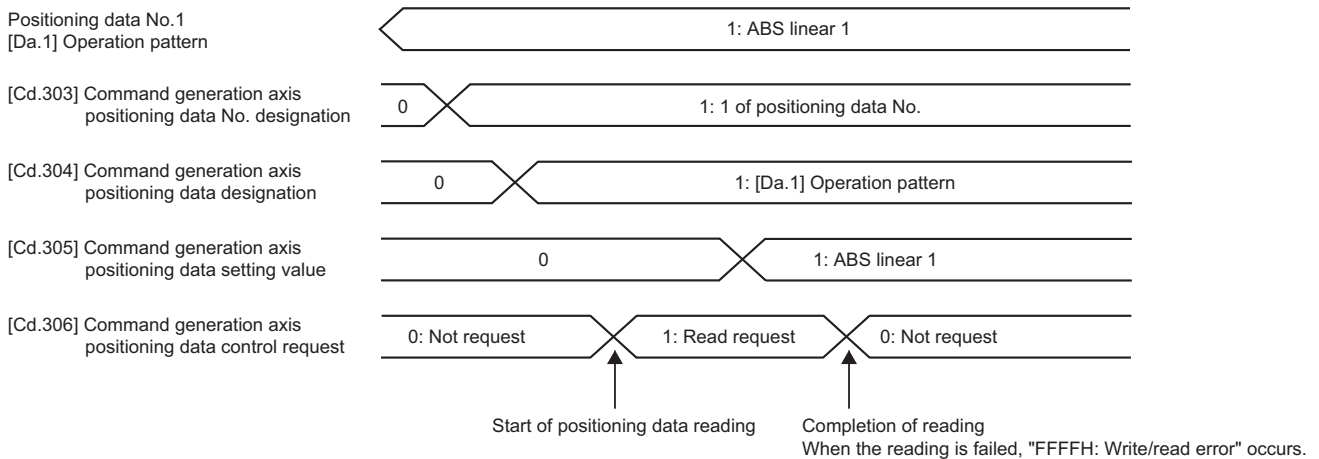 Positioning data No.1
[Da.1] Operation pattern
1: ABS linear 1
[Cd.303] Command generation axis
positioning data No. designation
0
1: 1 of positioning data No.
[Cd.304] Command generation axis
positioning data designation
0
1: [Da.1] Operation pattern
[Cd.305] Command generation axis
positioning data setting value
0
1: ABS linear 1
[Cd.306] Command generation axis
positioning data control request
0: Not request
1: Read request
0: Not request
Start of positioning data reading
Completion of reading
When the reading is failed, "FFFFH: Write/read error" occurs.